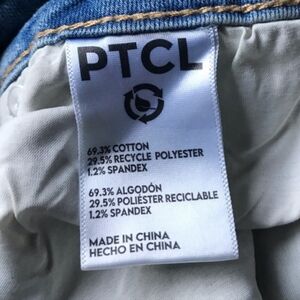 PTCL
69.3% COTTON
29.5% RECYCLE POLYESTER
1.2% SPANDEX
69.3% ALGODÓN
29.5% POLIÉSTER RECICLABLE
1.2% SPANDEX
MADE IN CHINA
HECHO EN CHINA